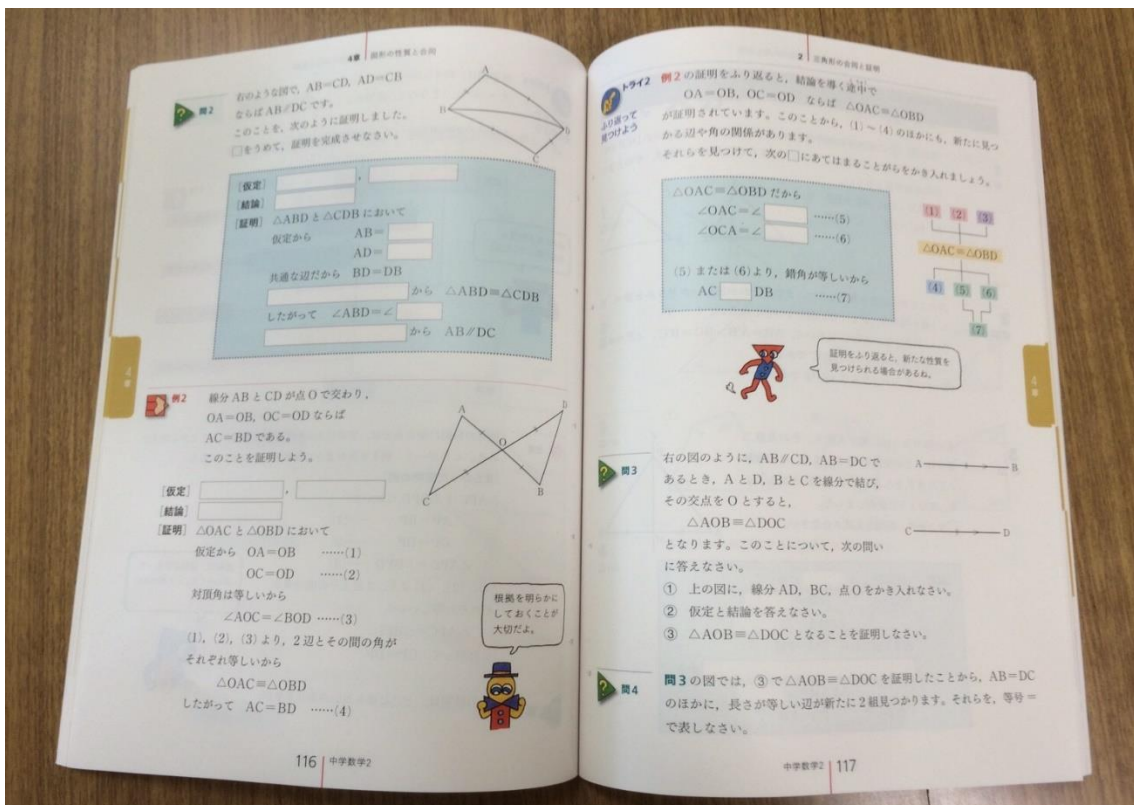 4章 図形の性質と合同
問2
右のような図で，AB=CD，AD=CB
ならばAB∥DCです。
このことを，次のように証明しました。
□をうめて，証明を完成させなさい。
A
B
D
C
［仮定］ ，
［結論］
［証明］ △ABDと△CDBにおいて
仮定から AB=
AD=
共通な辺だから BD=DB
から △ABD≡△CDB
したがって ∠ABD=∠
から AB∥DC
4章
例2
線分ABとCDが点Oで交わり，
OA=OB，OC=ODならば
AC=BDである。
このことを証明しよう。
A
D
O
B
C
［仮定］ ，
［結論］
［証明］ △OACと△OBDにおいて
仮定から OA=OB ……(1)
OC=OD ……(2)
対頂角は等しいから
∠AOC=∠BOD ……(3)
(1)，(2)，(3)より，2辺とその間の角が
それぞれ等しいから
△OAC≡△OBD
したがって AC=BD ……(4)
根拠を明らかに
しておくことが
大切だよ。
116 中学数学2
2 三角形の合同と証明
トライ2
ふり返って
見つけよう
例2の証明をふり返ると，結論を導く途中で
OA=OB，OC=OD ならば △OAC≡△OBD
が証明されています。このことから，(1)～(4)のほかにも，新たに見つ
かる辺や角の関係があります。
それらを見つけて，次の□にあてはまることがらをかき入れましょう。
△OAC≡△OBDだから
∠OAC=∠ ……(5)
∠OCA=∠ ……(6)
(5)または(6)より，錯角が等しいから
AC DB ……(7)
(1) (2) (3)
△OAC≡△OBD
(4) (5) (6)
(7)
証明をふり返ると，新たな性質を
見つけられる場合があるね。
4章
問3
右の図のように，AB∥CD，AB=DCで
あるとき，AとD，BとCを線分で結び，
その交点をOとすると，
△AOB≡△DOC
となります。このことについて，次の問い
に答えなさい。
A B
C D
① 上の図に，線分AD，BC，点Oをかき入れなさい。
② 仮定と結論を答えなさい。
③ △AOB≡△DOCとなることを証明しなさい。
問4
問3の図では，③で△AOB≡△DOCを証明したことから，AB=DC
のほかに，長さが等しい辺が新たに2組見つかります。それらを，等号=
で表しなさい。
中学数学2 117